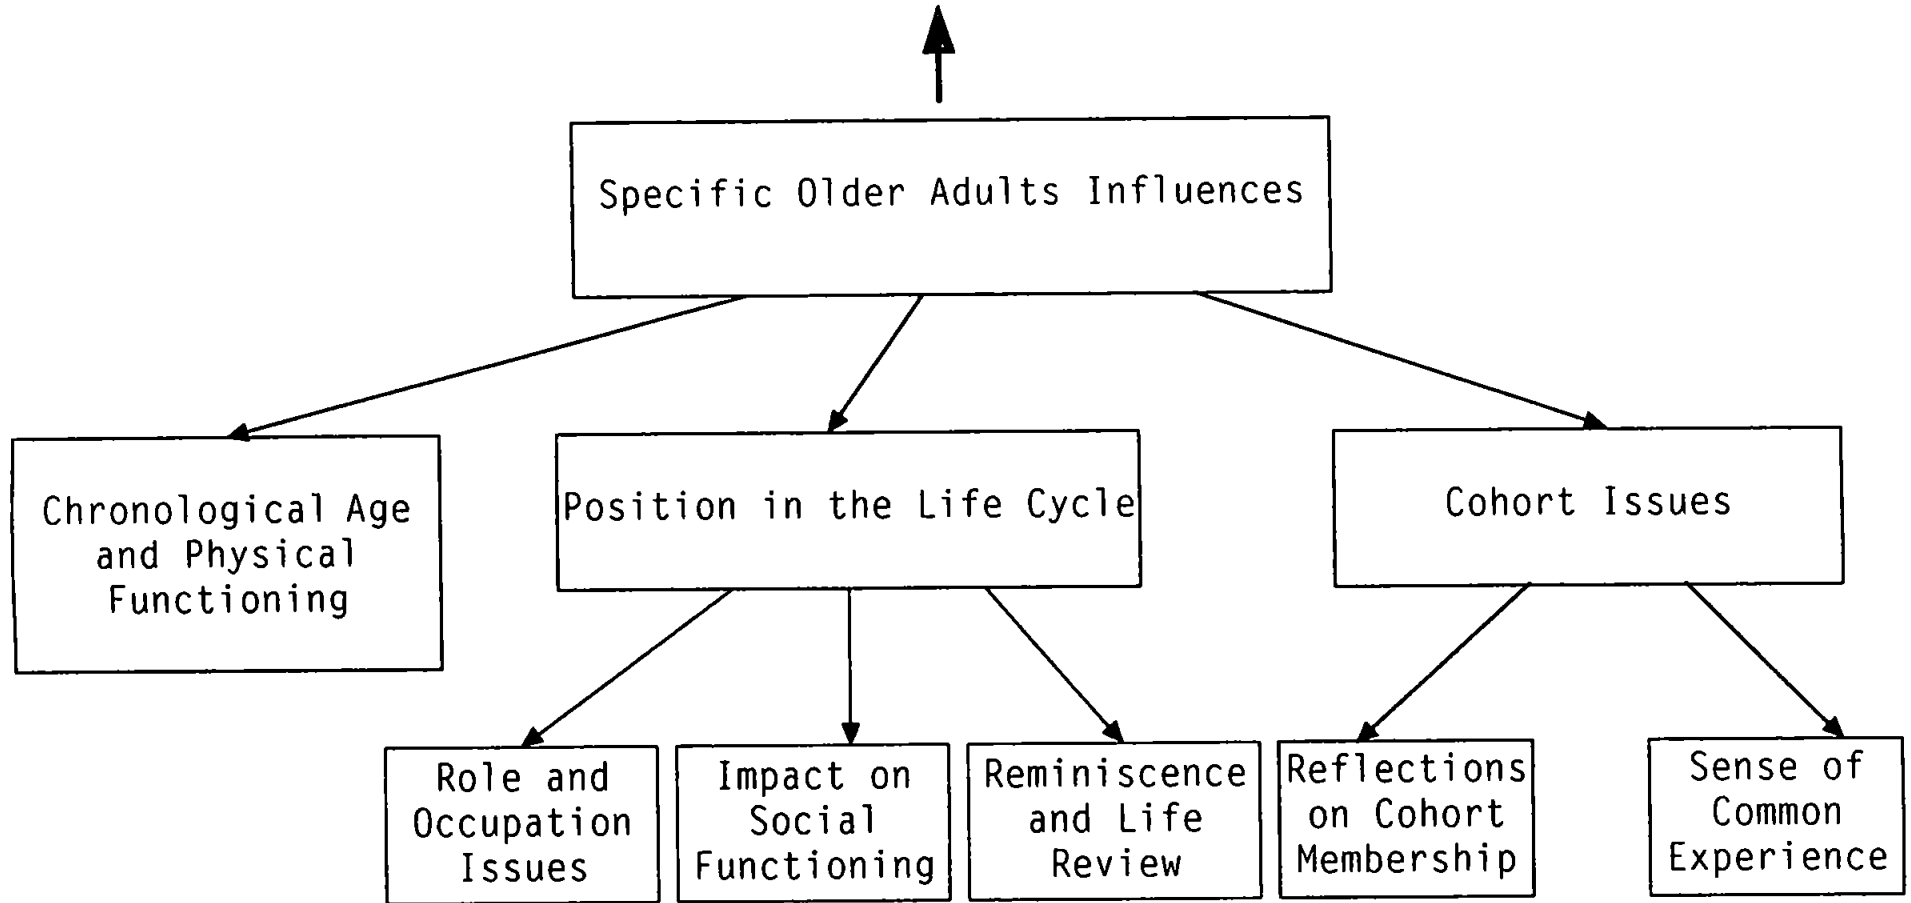 Specific Older Adults Influences
Chronological Age
and Physical
Functioning
Position in the Life Cycle
Cohort Issues
Role and
Occupation
Issues
Impact on
Social
Functioning
Reminiscence
and Life
Review
Reflections
on Cohort
Membership
Sense of
Common
Experience